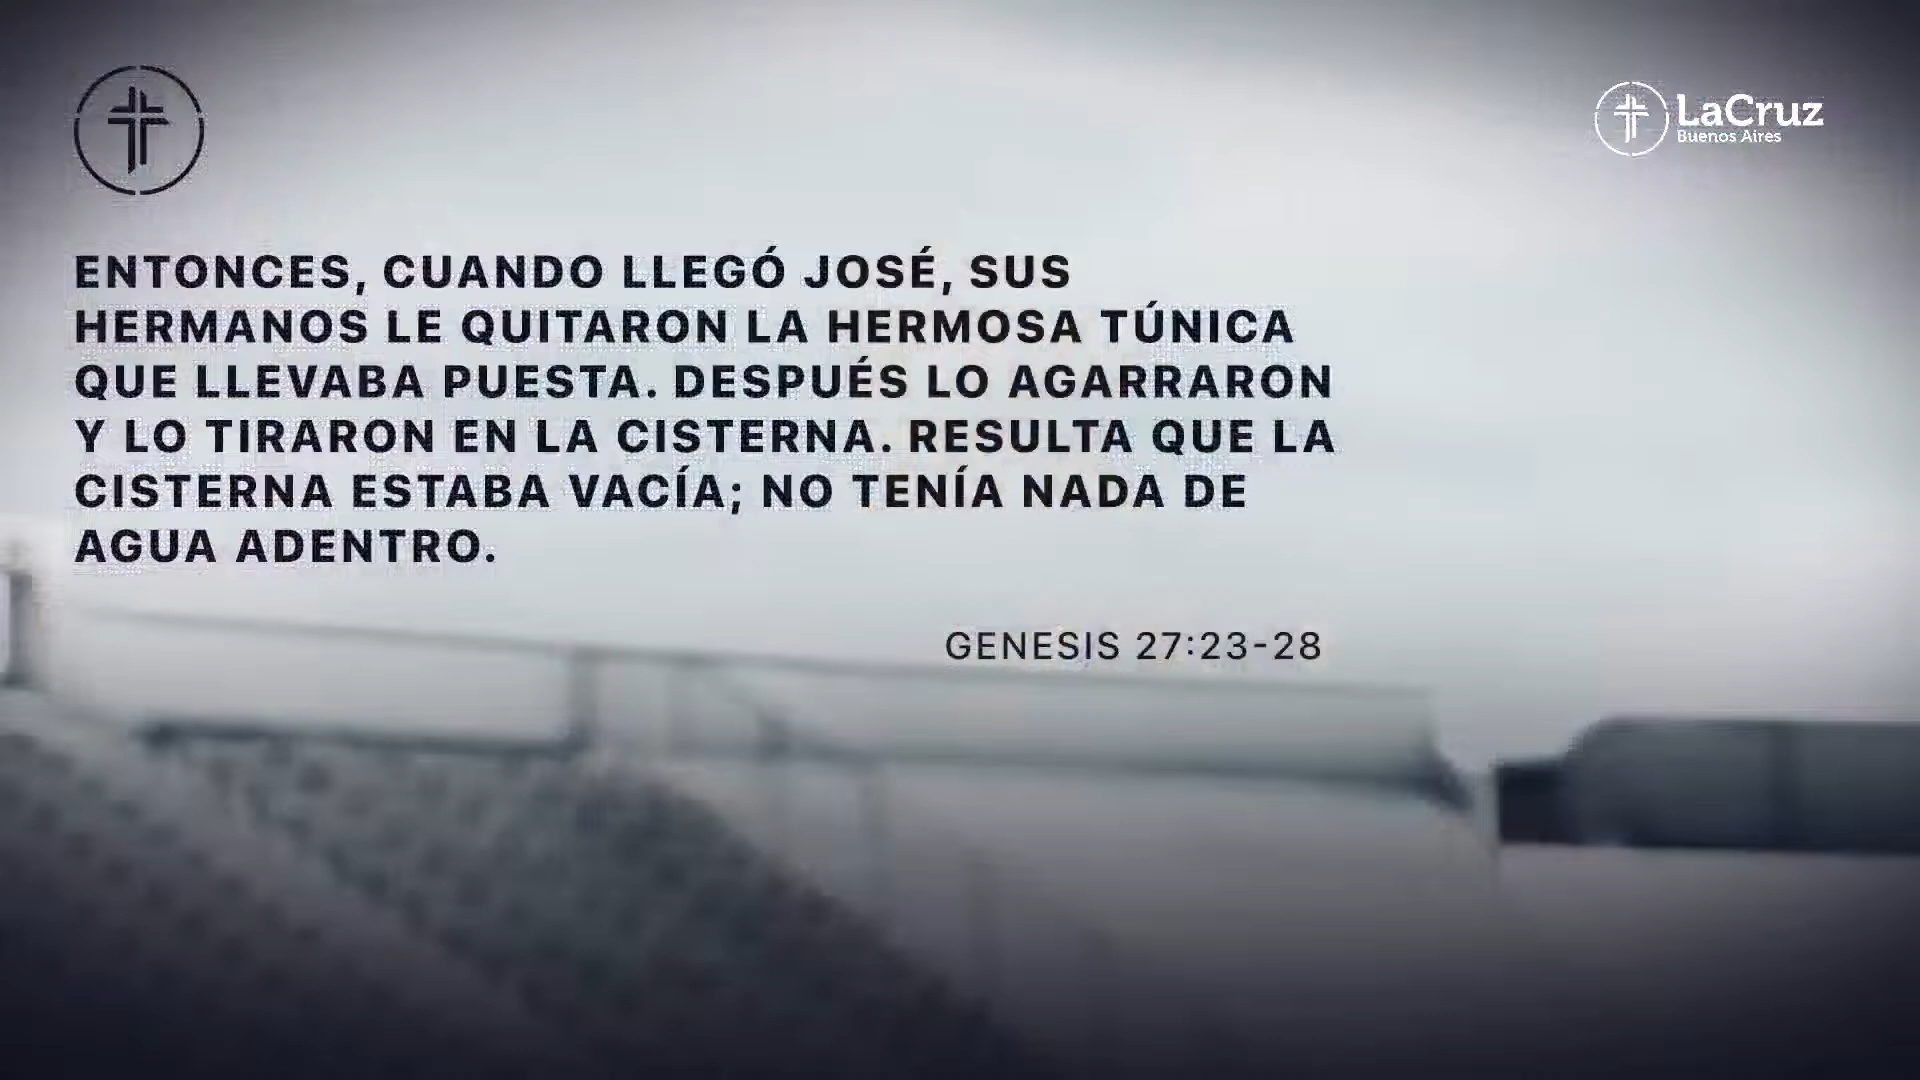 LaCruz
Buenos Aires
ENTONCES, CUANDO LLEGÓ JOSÉ, SUS
HERMANOS LE QUITARON LA HERMOSA TÚNICA
QUE LLEVABA PUESTA. DESPUÉS LO AGARRARON
Y LO TIRARON EN LA CISTERNA. RESULTA QUE LA
CISTERNA ESTABA VACÍA; NO TENÍA NADA DE
AGUA ADENTRO.
GENESIS 27:23-28